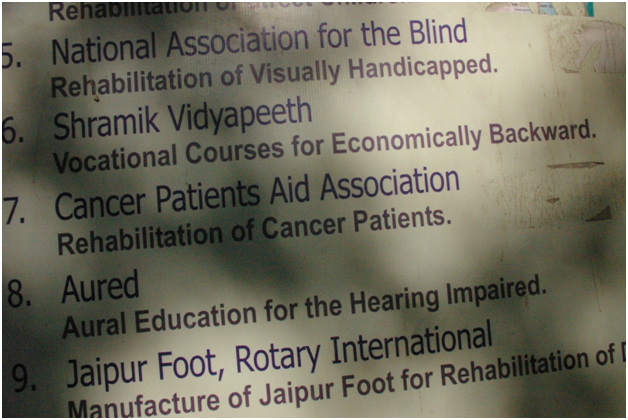 Rehabilitation of Street Children
5. National Association for the Blind
Rehabilitation of Visually Handicapped.
6. Shramik Vidyapeeth
Vocational Courses for Economically Backward.
7. Cancer Patients Aid Association
Rehabilitation of Cancer Patients.
8. Aured
Aural Education for the Hearing Impaired.
9. Jaipur Foot, Rotary International
Manufacture of Jaipur Foot for Rehabilitation of